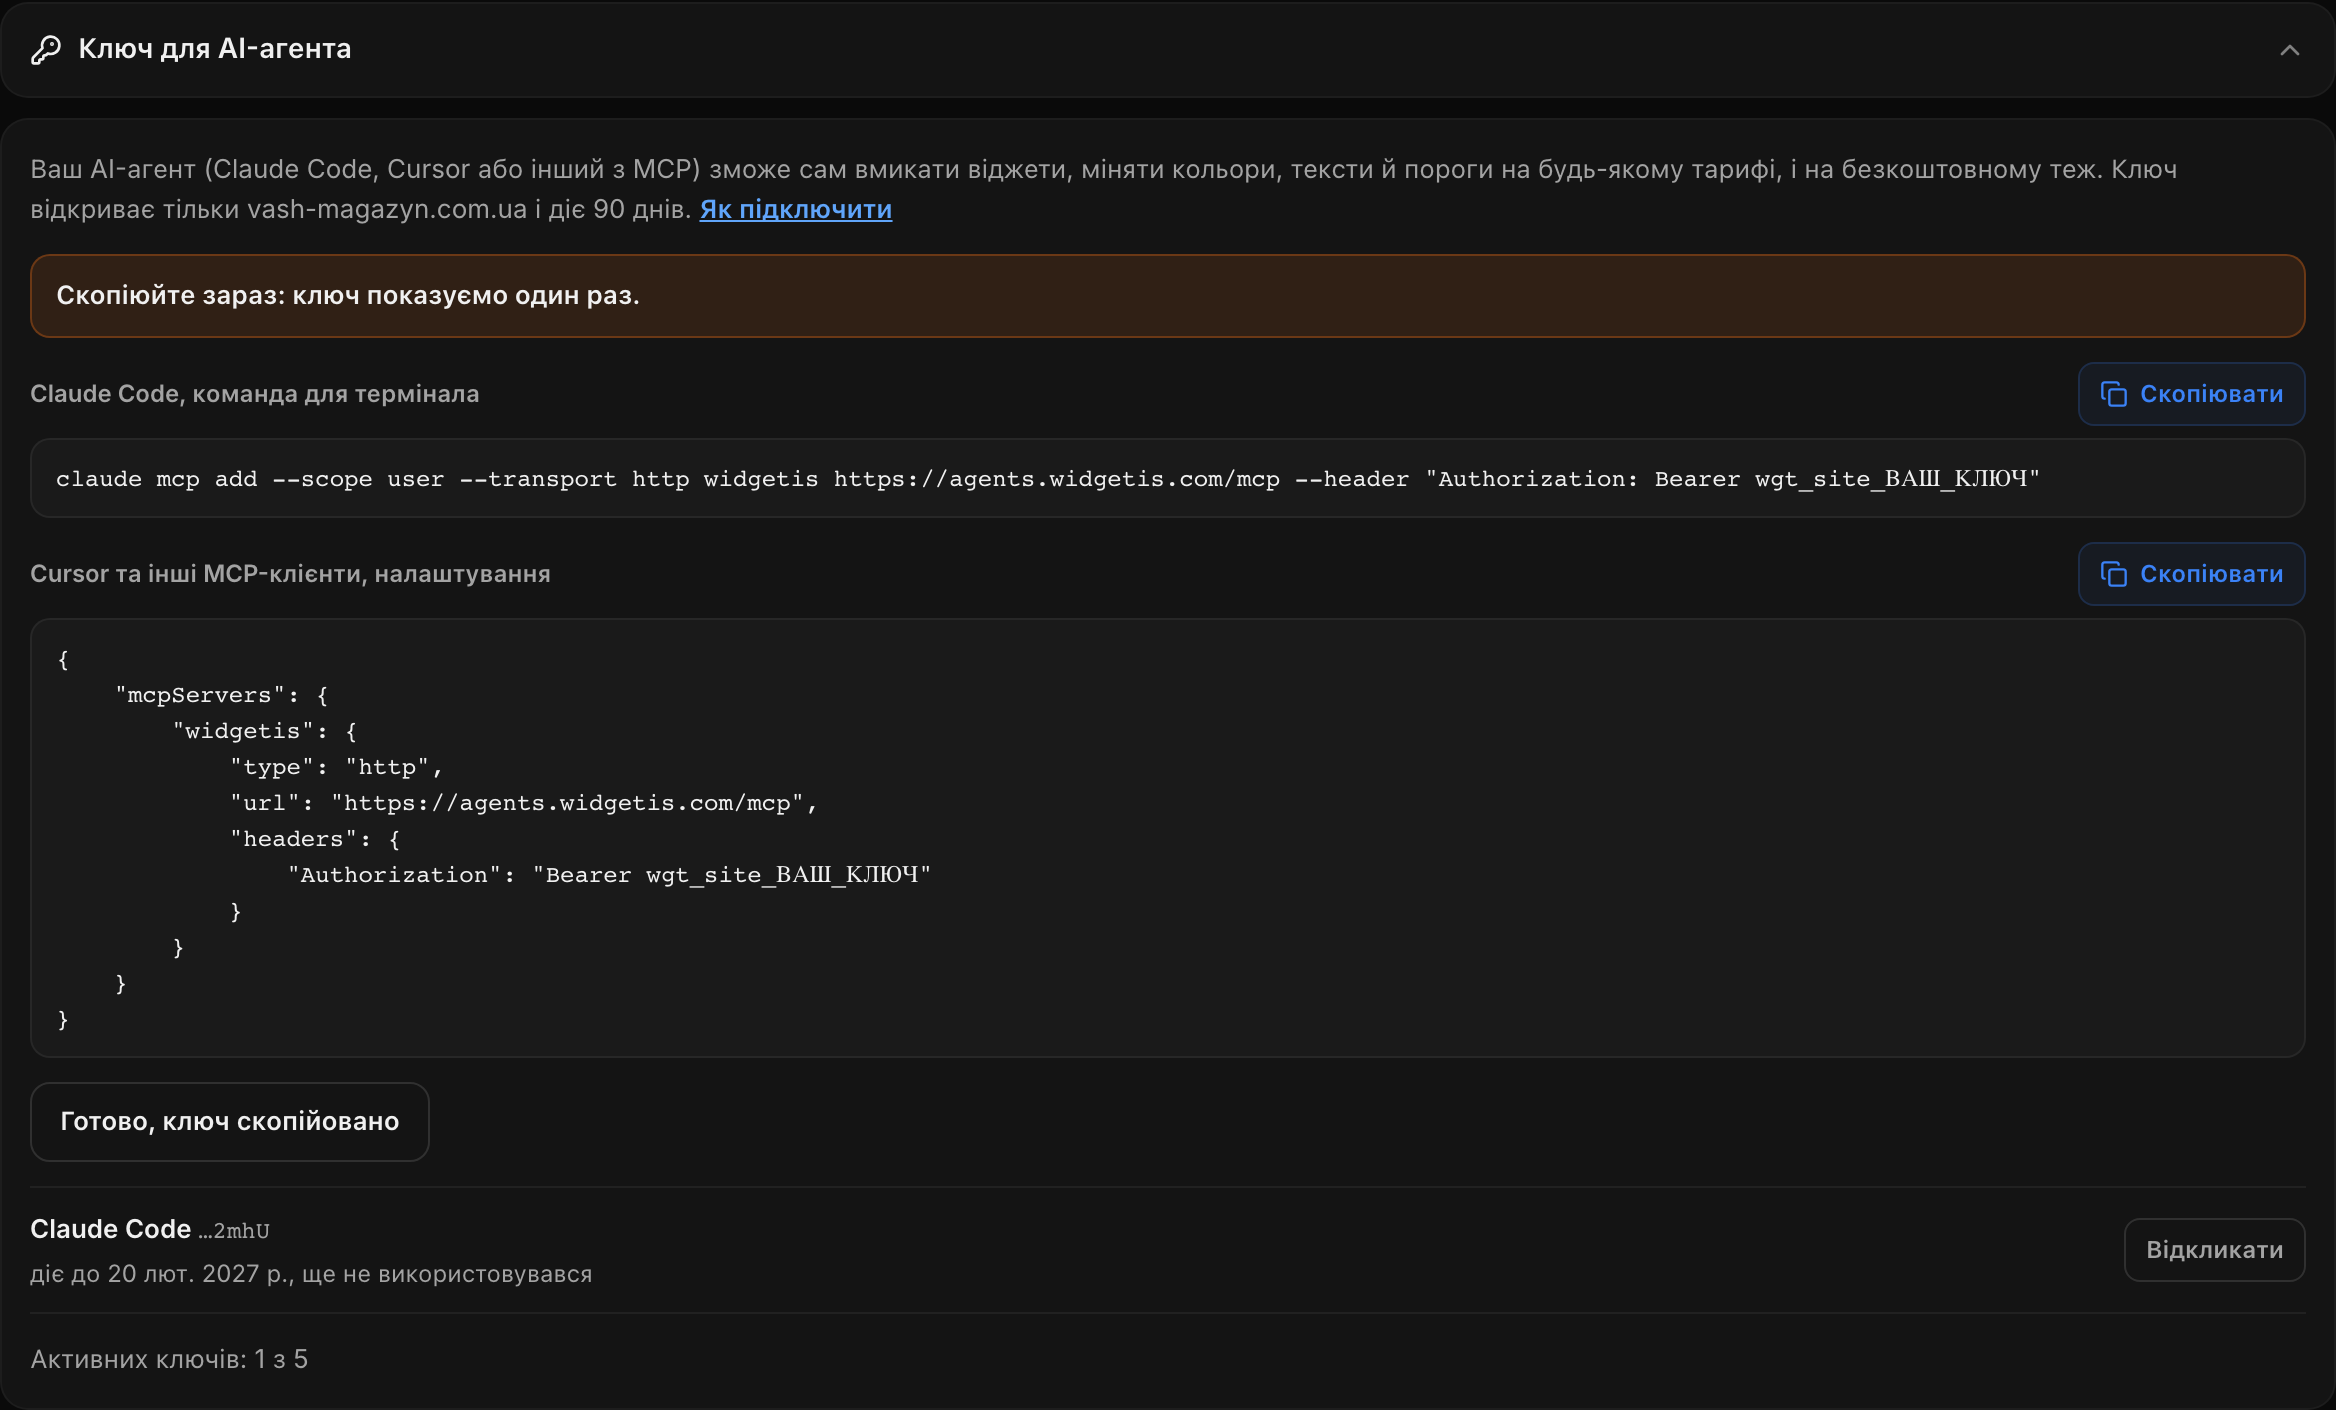 Ключ для AI-агента
Ваш AI-агент (Claude Code, Cursor або інший з MCP) зможе сам вмикати віджети, міняти кольори, тексти й пороги на будь-якому тарифі, і на безкоштовному теж. Ключ
відкриває тільки vash-magazyn.com.ua і діє 90 днів. Як підключити
Скопіюйте зараз: ключ показуємо один раз.
Claude Code, команда для термінала
Скопіювати
claude mcp add --scope user --transport http widgetis https://agents.widgetis.com/mcp --header "Authorization: Bearer wgt_site_ВАШ_КЛЮЧ"
Cursor та інші MCP-клієнти, налаштування
Скопіювати
{
    "mcpServers": {
        "widgetis": {
            "type": "http",
            "url": "https://agents.widgetis.com/mcp",
            "headers": {
                "Authorization": "Bearer wgt_site_ВАШ_КЛЮЧ"
            }
        }
    }
}
Готово, ключ скопійовано
Claude Code …2mhU
Відкликати
діє до 20 лют. 2027 р., ще не використовувався
Активних ключів: 1 з 5